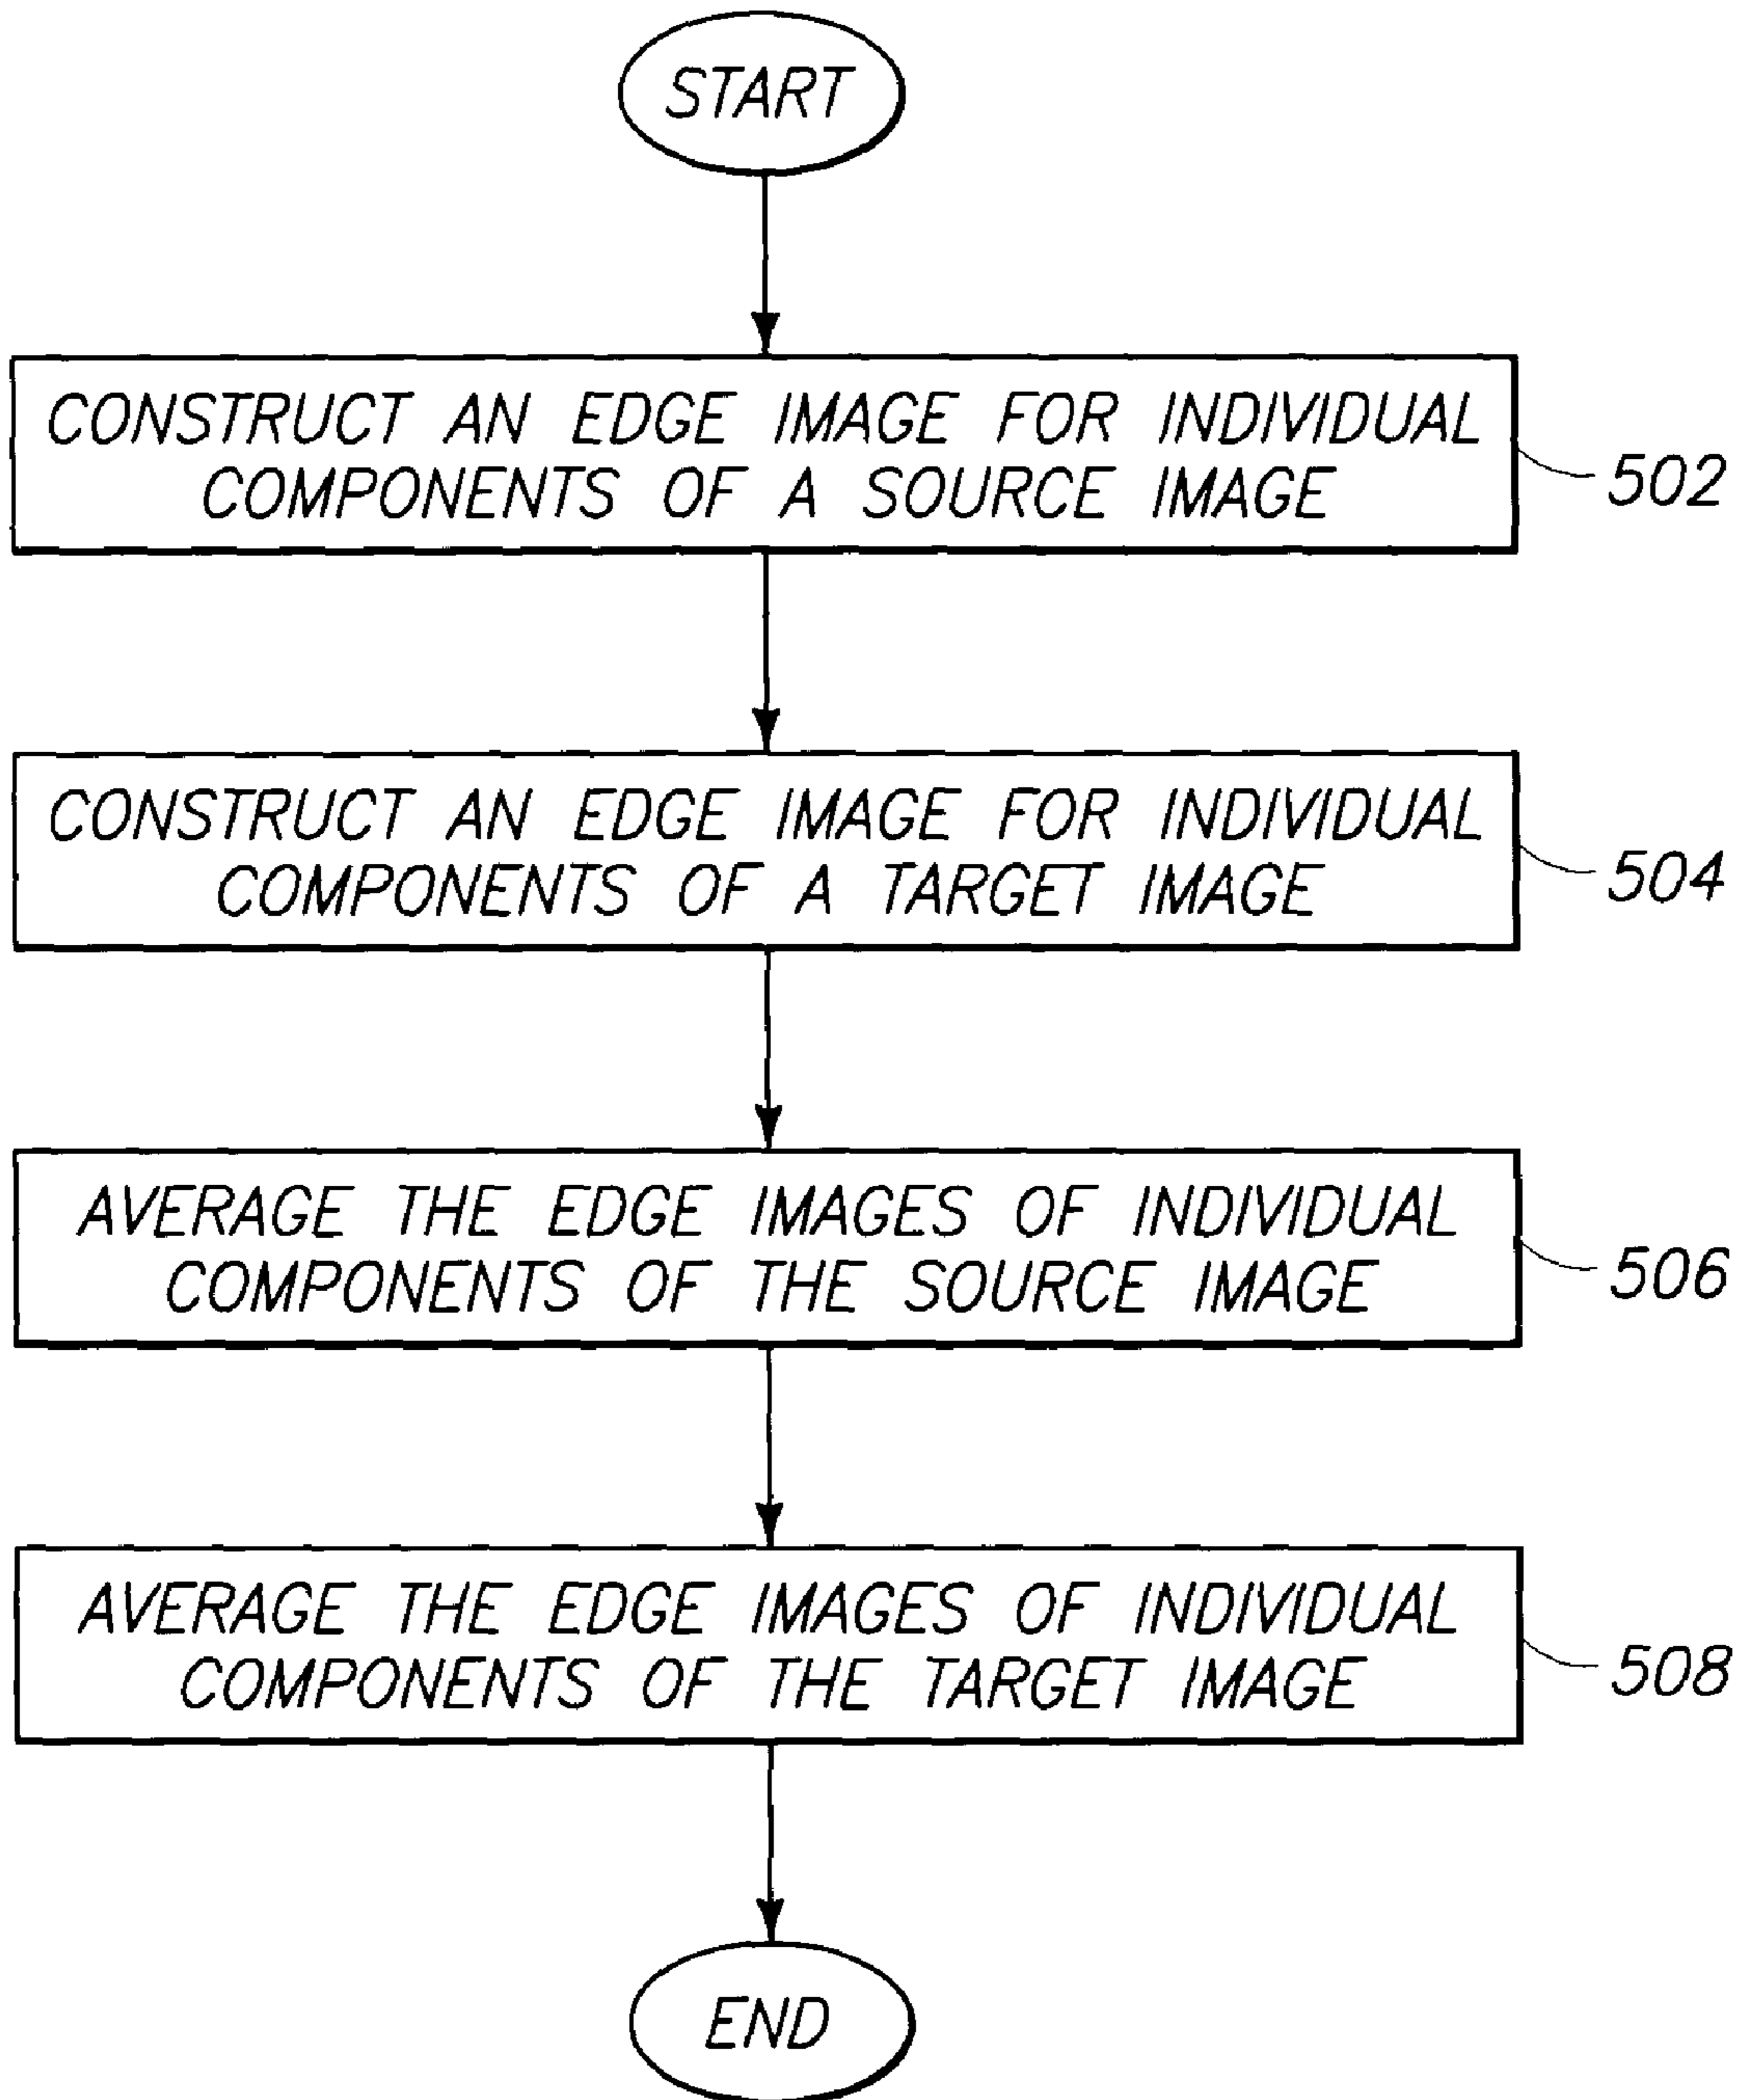 START
CONSTRUCT AN EDGE IMAGE FOR INDIVIDUAL
COMPONENTS OF A SOURCE IMAGE
502
CONSTRUCT AN EDGE IMAGE FOR INDIVIDUAL
COMPONENTS OF A TARGET IMAGE
504
AVERAGE THE EDGE IMAGES OF INDIVIDUAL
COMPONENTS OF THE SOURCE IMAGE
506
AVERAGE THE EDGE IMAGES OF INDIVIDUAL
COMPONENTS OF THE TARGET IMAGE
508
END